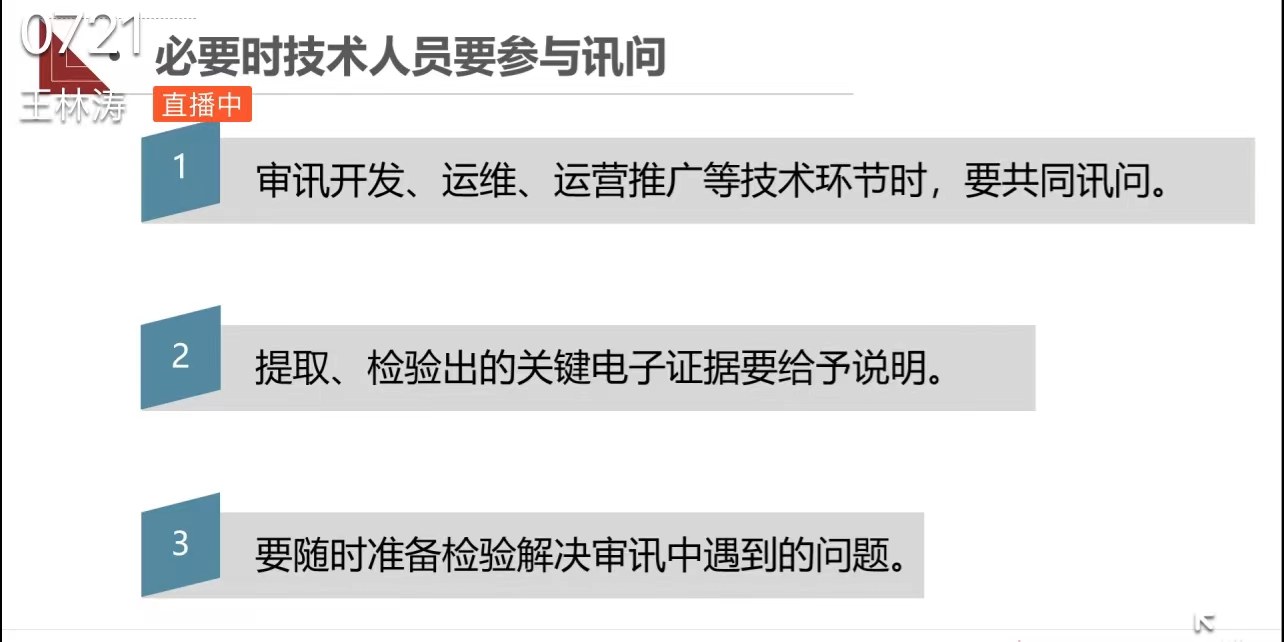 0721
必要时技术人员要参与讯问
王林涛
直播中
1
审讯开发、运维、运营推广等技术环节时，要共同讯问。
2
提取、检验出的关键电子证据要给予说明。
3
要随时准备检验解决审讯中遇到的问题。